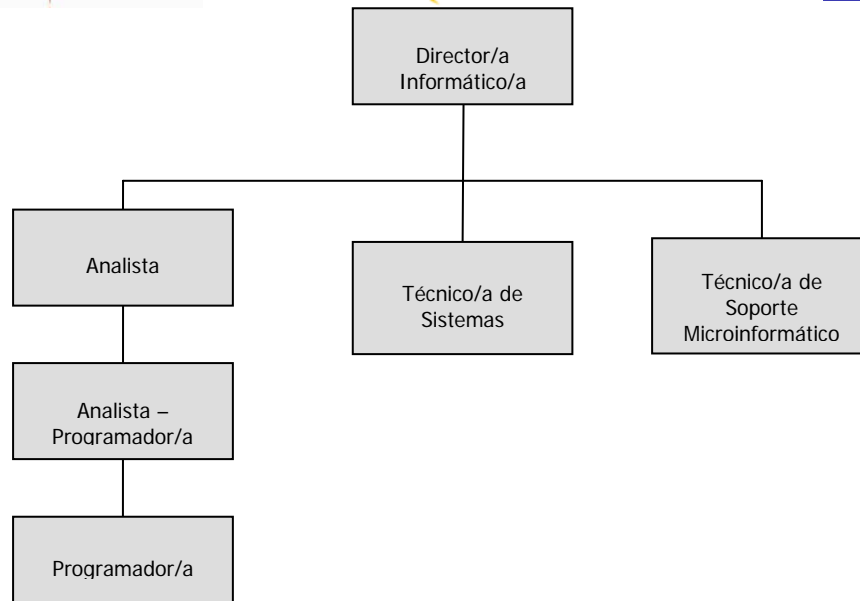 Director/a
Informático/a
Analista
Técnico/a de
Sistemas
Técnico/a de
Soporte
Microinformático
Analista –
Programador/a
Programador/a